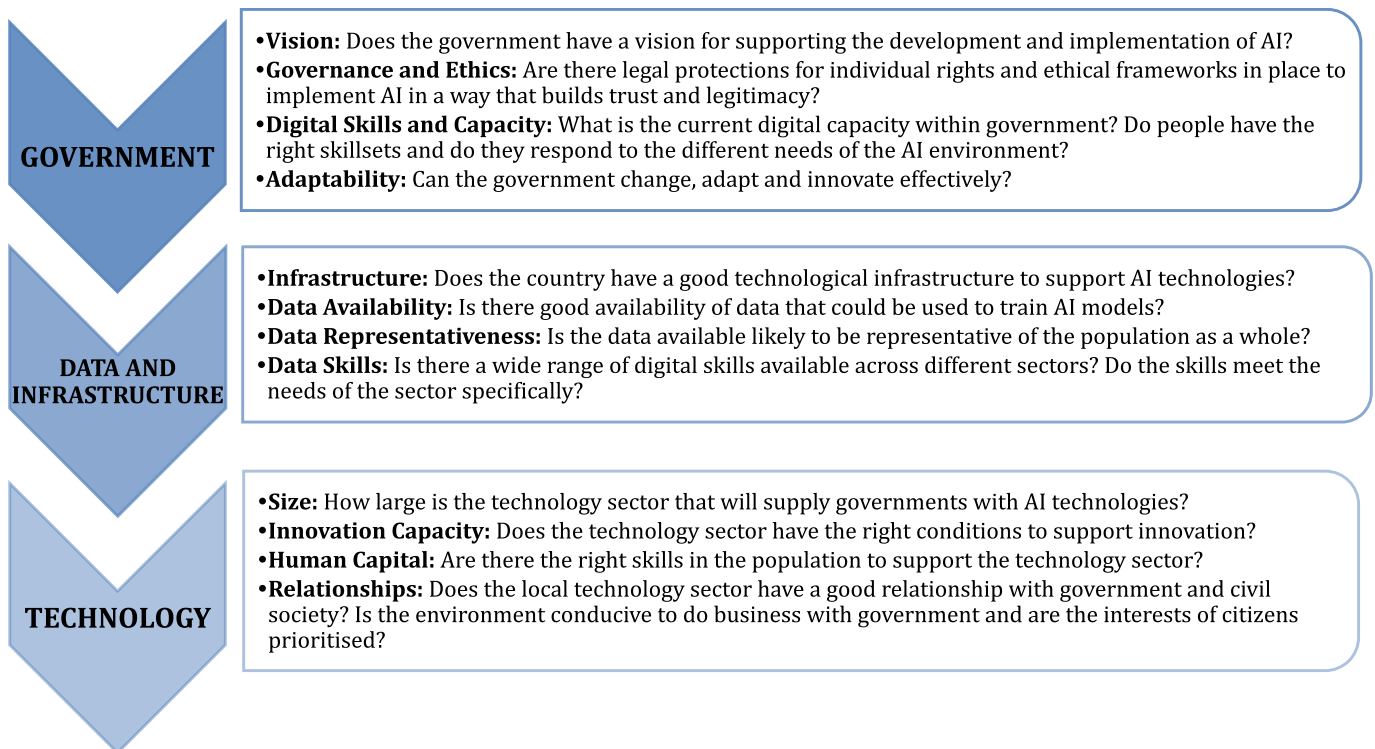 GOVERNMENT
•Vision: Does the government have a vision for supporting the development and implementation of AI?
•Governance and Ethics: Are there legal protections for individual rights and ethical frameworks in place to
implement AI in a way that builds trust and legitimacy?
•Digital Skills and Capacity: What is the current digital capacity within government? Do people have the
right skillsets and do they respond to the different needs of the AI environment?
•Adaptability: Can the government change, adapt and innovate effectively?
DATA AND
INFRASTRUCTURE
•Infrastructure: Does the country have a good technological infrastructure to support AI technologies?
•Data Availability: Is there good availability of data that could be used to train AI models?
•Data Representativeness: Is the data available likely to be representative of the population as a whole?
•Data Skills: Is there a wide range of digital skills available across different sectors? Do the skills meet the
needs of the sector specifically?
TECHNOLOGY
•Size: How large is the technology sector that will supply governments with AI technologies?
•Innovation Capacity: Does the technology sector have the right conditions to support innovation?
•Human Capital: Are there the right skills in the population to support the technology sector?
•Relationships: Does the local technology sector have a good relationship with government and civil
society? Is the environment conducive to do business with government and are the interests of citizens
prioritised?